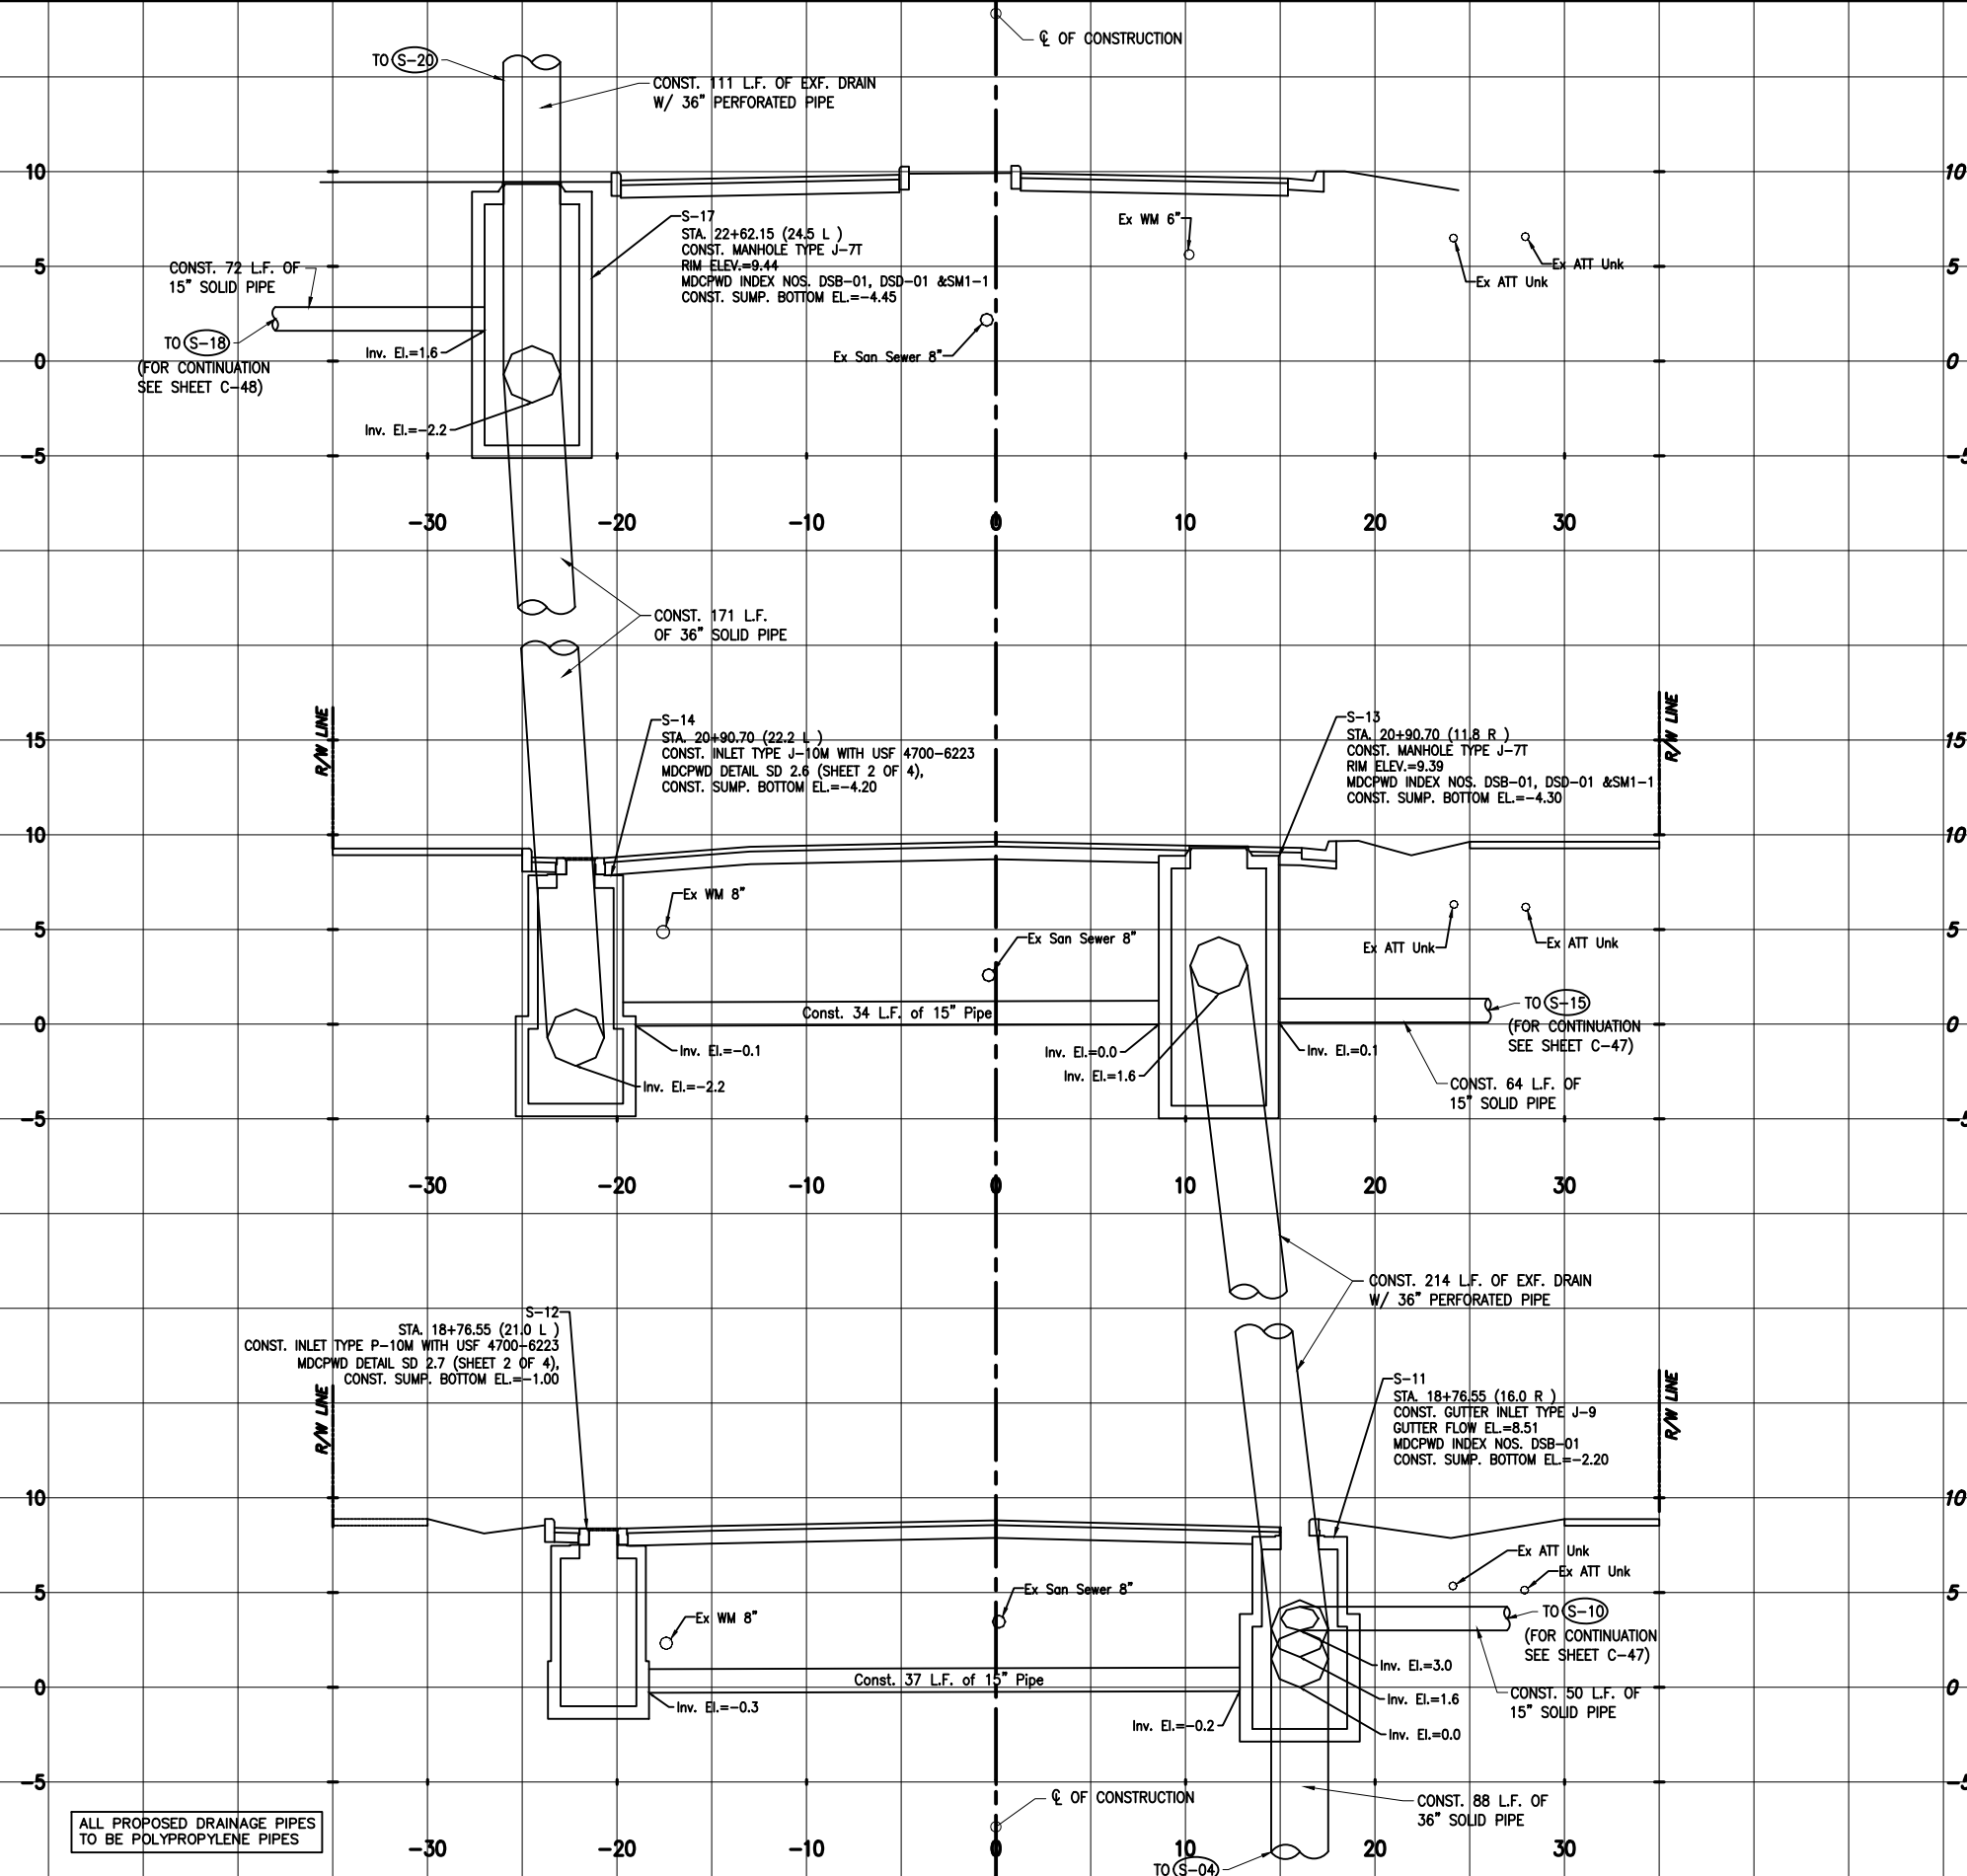 ℄ OF CONSTRUCTION
TO S-20
CONST. 111 L.F. OF EXF. DRAIN
W/ 36" PERFORATED PIPE
10
10
S-17
STA. 22+62.15 (24.5 L )
CONST. MANHOLE TYPE J-7T
RIM ELEV.=9.44
MDCPWD INDEX NOS. DSB-01, DSD-01 &SM1-1
CONST. SUMP. BOTTOM EL.=-4.45
Ex WM 6"
Ex ATT Unk
Ex ATT Unk
CONST. 72 L.F. OF
15" SOLID PIPE
5
5
TO S-18
(FOR CONTINUATION
SEE SHEET C-48)
Inv. El.=1.6
Ex San Sewer 8"
0
0
Inv. El.=-2.2
-5
-5
-30
-20
-10
0
10
20
30
CONST. 171 L.F.
OF 36" SOLID PIPE
R/W LINE
S-14
STA. 20+90.70 (22.2 L )
CONST. INLET TYPE J-10M WITH USF 4700-6223
MDCPWD DETAIL SD 2.6 (SHEET 2 OF 4),
CONST. SUMP. BOTTOM EL.=-4.20
S-13
STA. 20+90.70 (11.8 R )
CONST. MANHOLE TYPE J-7T
RIM ELEV.=9.39
MDCPWD INDEX NOS. DSB-01, DSD-01 &SM1-1
CONST. SUMP. BOTTOM EL.=-4.30
R/W LINE
15
15
10
10
Ex WM 8"
5
5
Ex San Sewer 8"
Ex ATT Unk
Ex ATT Unk
Const. 34 L.F. of 15" Pipe
TO S-15
(FOR CONTINUATION
SEE SHEET C-47)
0
0
Inv. El.=-0.1
Inv. El.=0.0
Inv. El.=0.1
Inv. El.=-2.2
Inv. El.=1.6
CONST. 64 L.F. OF
15" SOLID PIPE
-5
-5
-30
-20
-10
0
10
20
30
CONST. 214 L.F. OF EXF. DRAIN
W/ 36" PERFORATED PIPE
S-12
STA. 18+76.55 (21.0 L )
CONST. INLET TYPE P-10M WITH USF 4700-6223
MDCPWD DETAIL SD 2.7 (SHEET 2 OF 4),
CONST. SUMP. BOTTOM EL.=-1.00
R/W LINE
S-11
STA. 18+76.55 (16.0 R )
CONST. GUTTER INLET TYPE J-9
GUTTER FLOW EL.=8.51
MDCPWD INDEX NOS. DSB-01
CONST. SUMP. BOTTOM EL.=-2.20
R/W LINE
10
10
Ex ATT Unk
Ex ATT Unk
5
5
Ex San Sewer 8"
Ex WM 8"
TO S-10
(FOR CONTINUATION
SEE SHEET C-47)
Inv. El.=3.0
Const. 37 L.F. of 15" Pipe
0
0
Inv. El.=-0.3
Inv. El.=1.6
Inv. El.=-0.2
Inv. El.=0.0
CONST. 50 L.F. OF
15" SOLID PIPE
-5
-5
℄ OF CONSTRUCTION
CONST. 88 L.F. OF
36" SOLID PIPE
ALL PROPOSED DRAINAGE PIPES
TO BE POLYPROPYLENE PIPES
-30
-20
-10
0
10
20
30
TO S-04